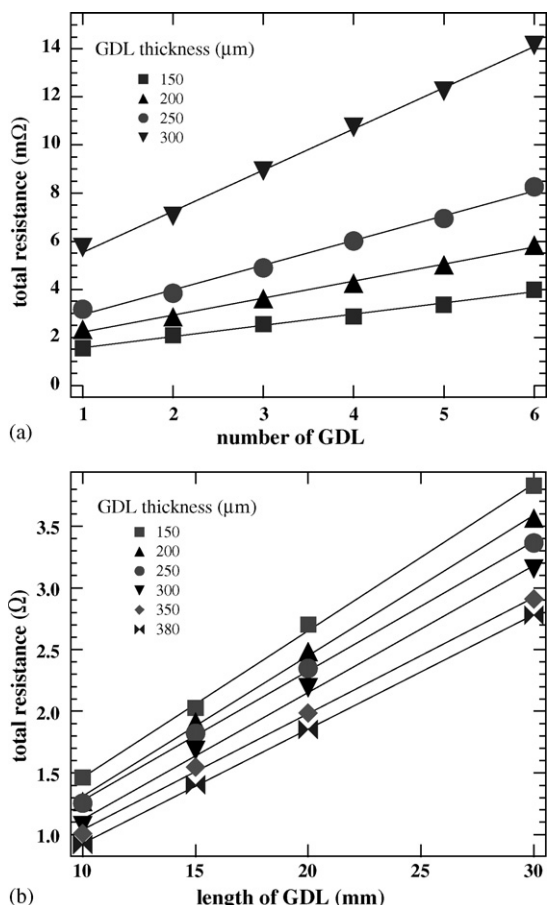 GDL thickness (μm)
150
200
250
300
14
12
10
8
6
4
2
0
total resistance (mΩ)
1 2 3 4 5 6
number of GDL
(a)
GDL thickness (μm)
150
200
250
300
350
380
3.5
3.0
2.5
2.0
1.5
1.0
total resistance (Ω)
10 15 20 25 30
length of GDL (mm)
(b)